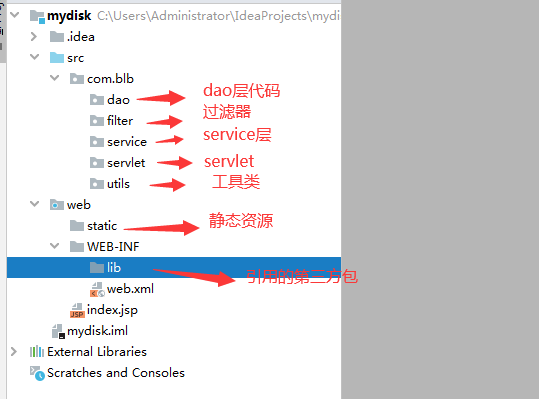 mydisk C:\Users\Administrator\IdeaProjects\mydi
.idea
src
com.blb
dao dao层代码
filter 过滤器
service service层
servlet servlet
utils 工具类
web
static 静态资源
WEB-INF
lib 引用的第三方包
web.xml
index.jsp
mydisk.iml
External Libraries
Scratches and Consoles